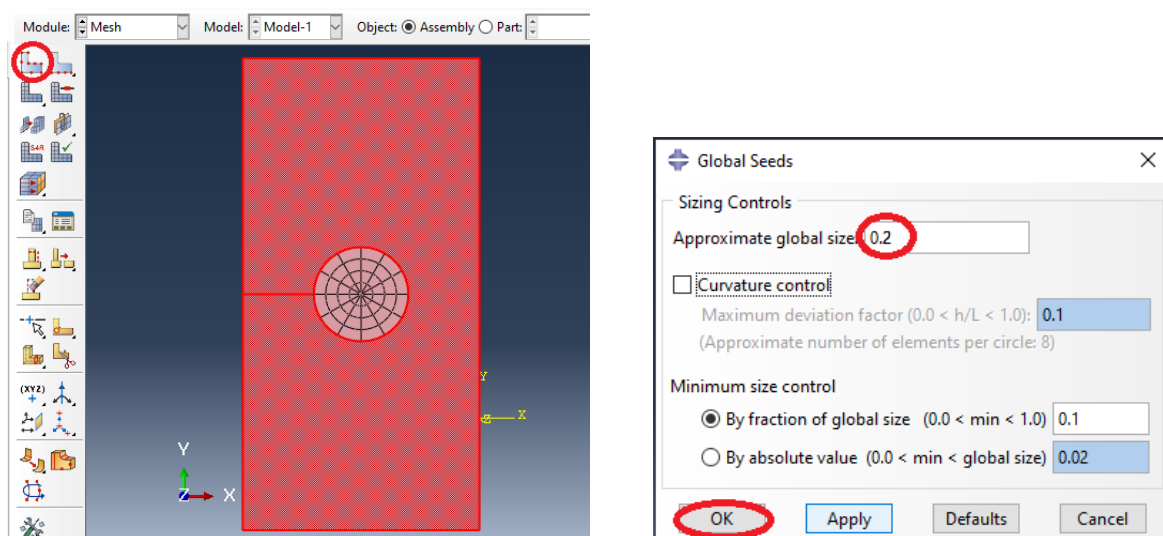 Module: Mesh Model: Model-1 Object: Assembly Part:
S4R
(XYZ)
Y
Z X
Y
Z X
Global Seeds
Sizing Controls
Approximate global size: 0.2
Curvature control
Maximum deviation factor (0.0 < h/L < 1.0): 0.1
(Approximate number of elements per circle: 8)
Minimum size control
By fraction of global size (0.0 < min < 1.0) 0.1
By absolute value (0.0 < min < global size) 0.02
OK Apply Defaults Cancel